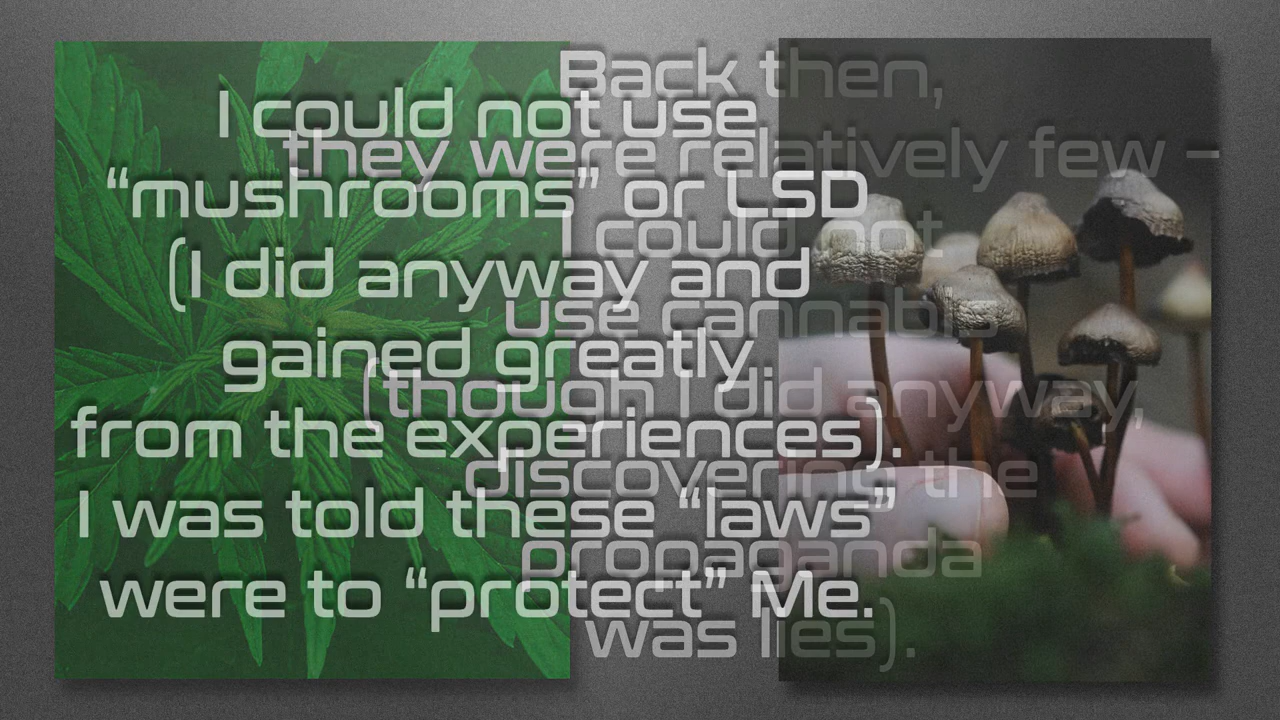 Back then,
they were relatively few –
I could not
use cannabis
(though I did anyway,
discovering the
propaganda
was lies).
I could not use
“mushrooms” or LSD
(I did anyway and
gained greatly
from the experiences).
I was told these “laws”
were to “protect” Me.